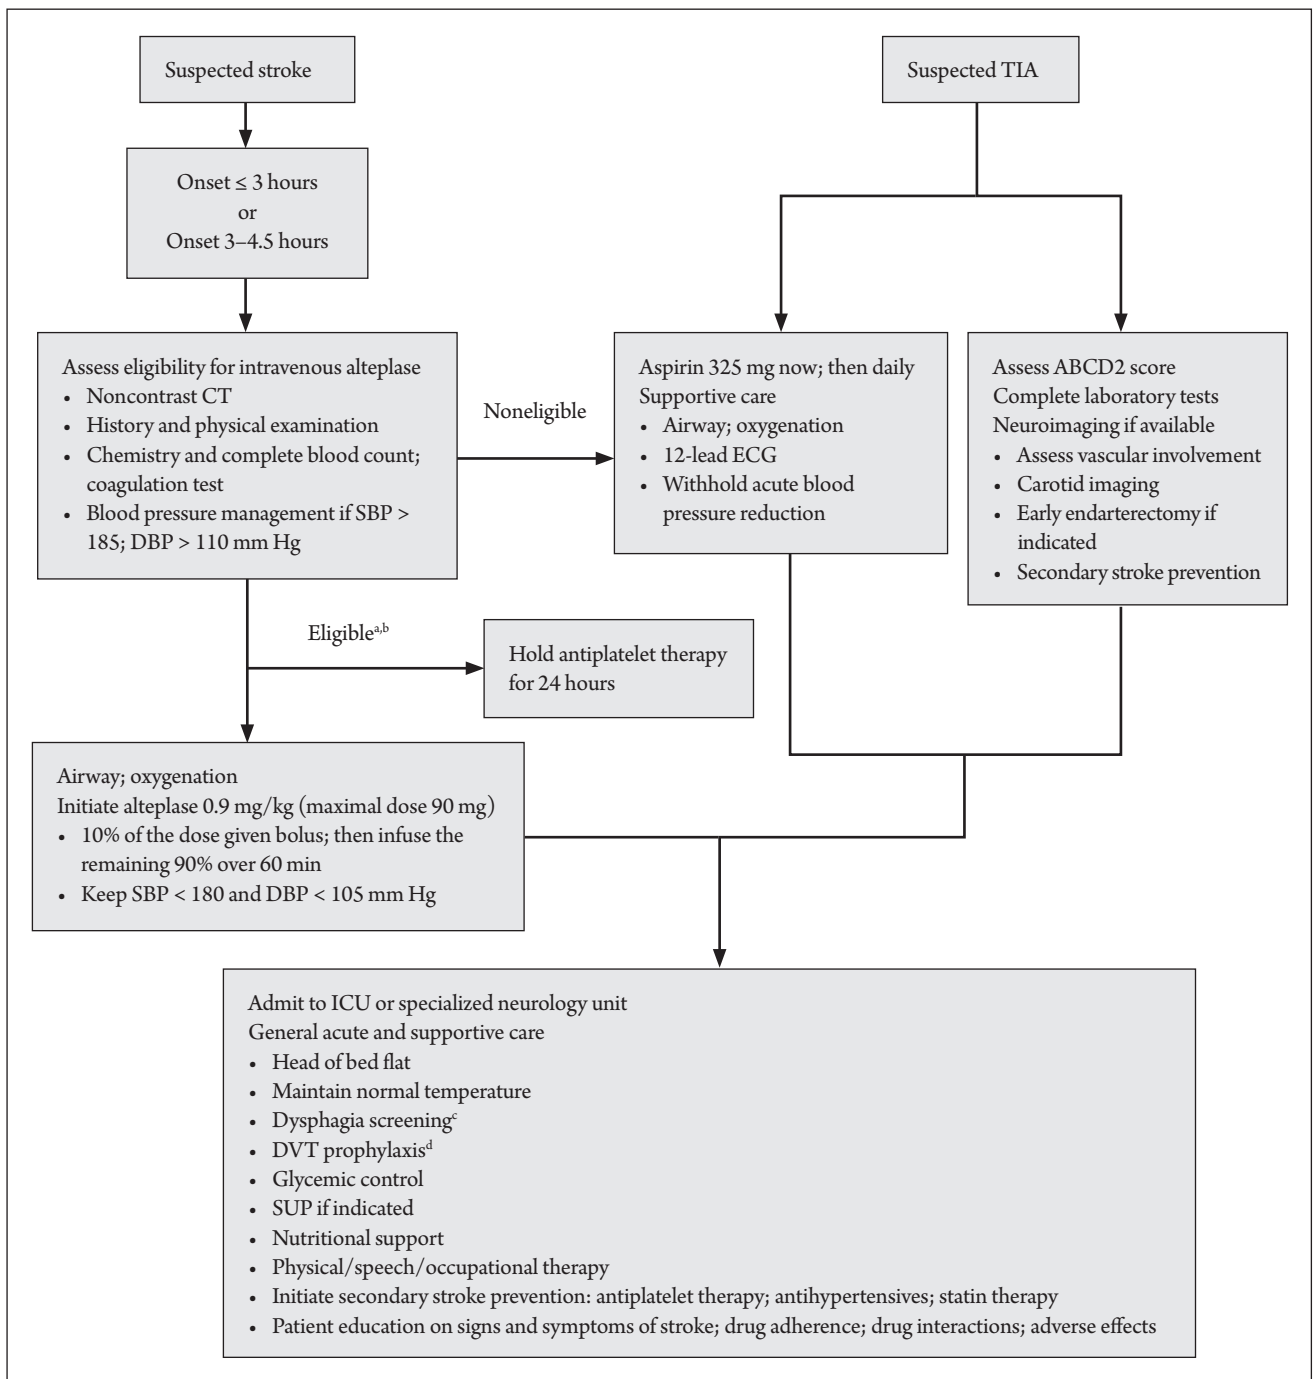 Suspected stroke
Suspected TIA
Onset ≤ 3 hours
or
Onset 3–4.5 hours
Assess eligibility for intravenous alteplase
• Noncontrast CT
• History and physical examination
• Chemistry and complete blood count;
coagulation test
• Blood pressure management if SBP >
185; DBP > 110 mm Hg
Noneligible
Aspirin 325 mg now; then daily
Supportive care
• Airway; oxygenation
• 12-lead ECG
• Withhold acute blood
pressure reduction
Assess ABCD2 score
Complete laboratory tests
Neuroimaging if available
• Assess vascular involvement
• Carotid imaging
• Early endarterectomy if
indicated
• Secondary stroke prevention
Eligible^a,b
Hold antiplatelet therapy
for 24 hours
Airway; oxygenation
Initiate alteplase 0.9 mg/kg (maximal dose 90 mg)
• 10% of the dose given bolus; then infuse the
remaining 90% over 60 min
• Keep SBP < 180 and DBP < 105 mm Hg
Admit to ICU or specialized neurology unit
General acute and supportive care
• Head of bed flat
• Maintain normal temperature
• Dysphagia screening^c
• DVT prophylaxis^d
• Glycemic control
• SUP if indicated
• Nutritional support
• Physical/speech/occupational therapy
• Initiate secondary stroke prevention: antiplatelet therapy; antihypertensives; statin therapy
• Patient education on signs and symptoms of stroke; drug adherence; drug interactions; adverse effects